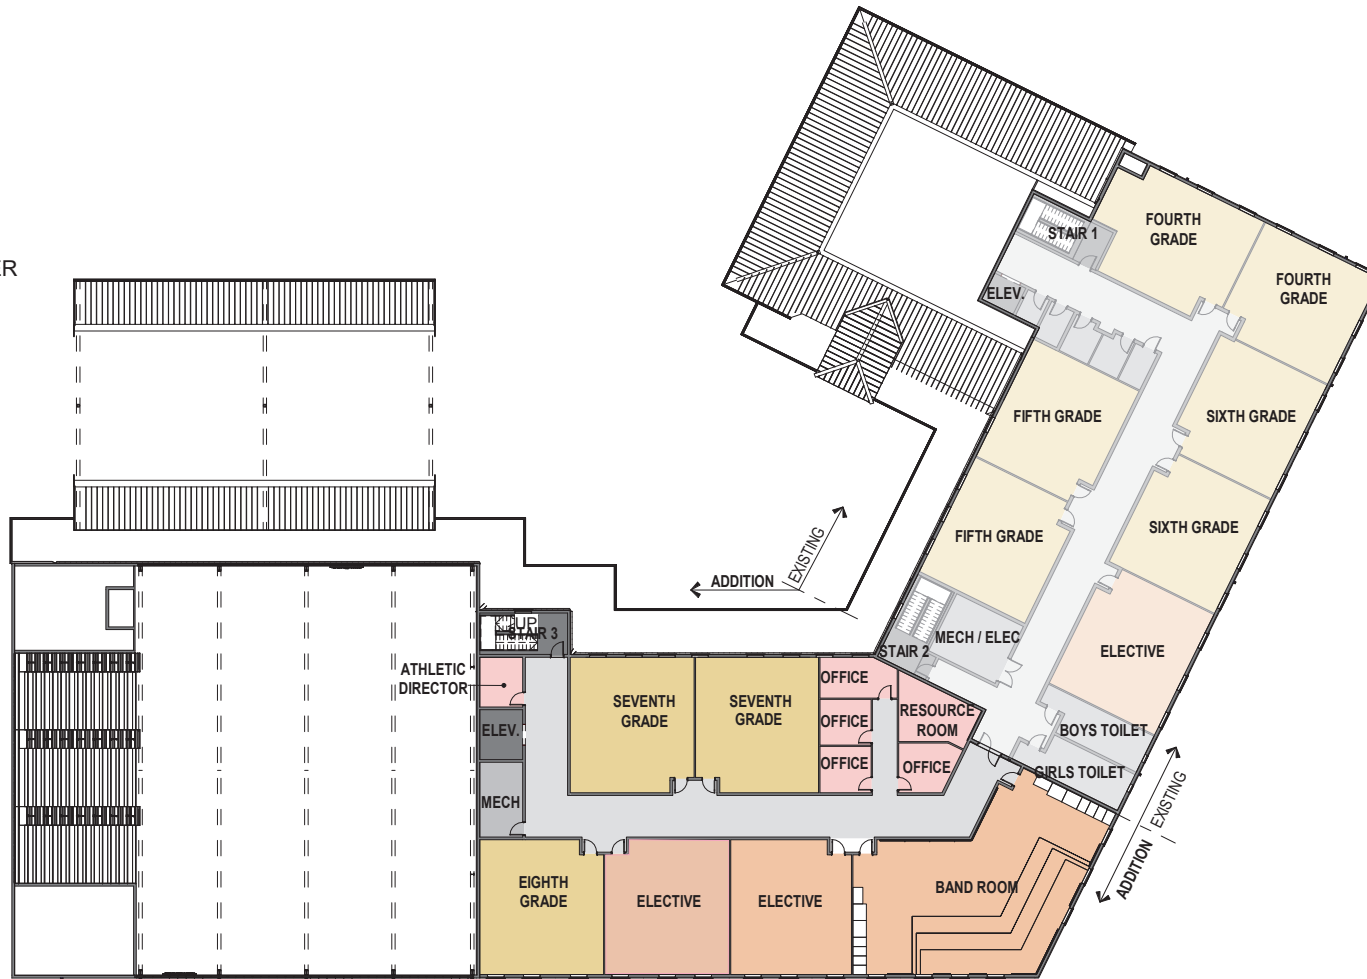 FOURTH
GRADE
STAIR 1
ER
FOURTH
GRADE
ELEV.
FIFTH GRADE
SIXTH GRADE
FIFTH GRADE
SIXTH GRADE
ADDITION
EXISTING
UP
STAIR 3
MECH / ELEC
STAIR 2
ELECTIVE
ATHLETIC
DIRECTOR
SEVENTH
GRADE
SEVENTH
GRADE
OFFICE
RESOURCE
ROOM
OFFICE
ELEV.
BOYS TOILET
OFFICE
OFFICE
GIRLS TOILET
MECH
EXISTING
ADDITION
EIGHTH
GRADE
ELECTIVE
ELECTIVE
BAND ROOM